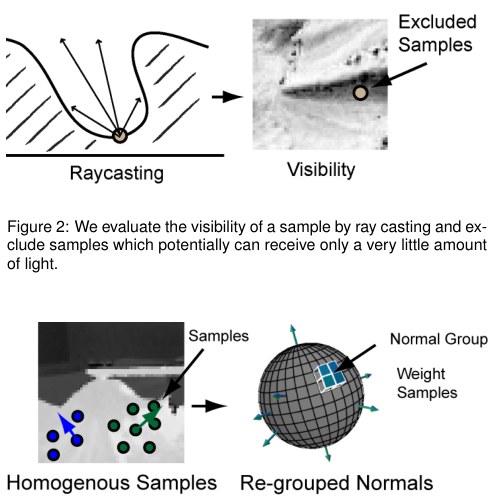 Excluded
Samples
Raycasting
Visibility
Figure 2: We evaluate the visibility of a sample by ray casting and ex-
clude samples which potentially can receive only a very little amount
of light.
Samples
Normal Group
Weight
Samples
Homogenous Samples
Re-grouped Normals